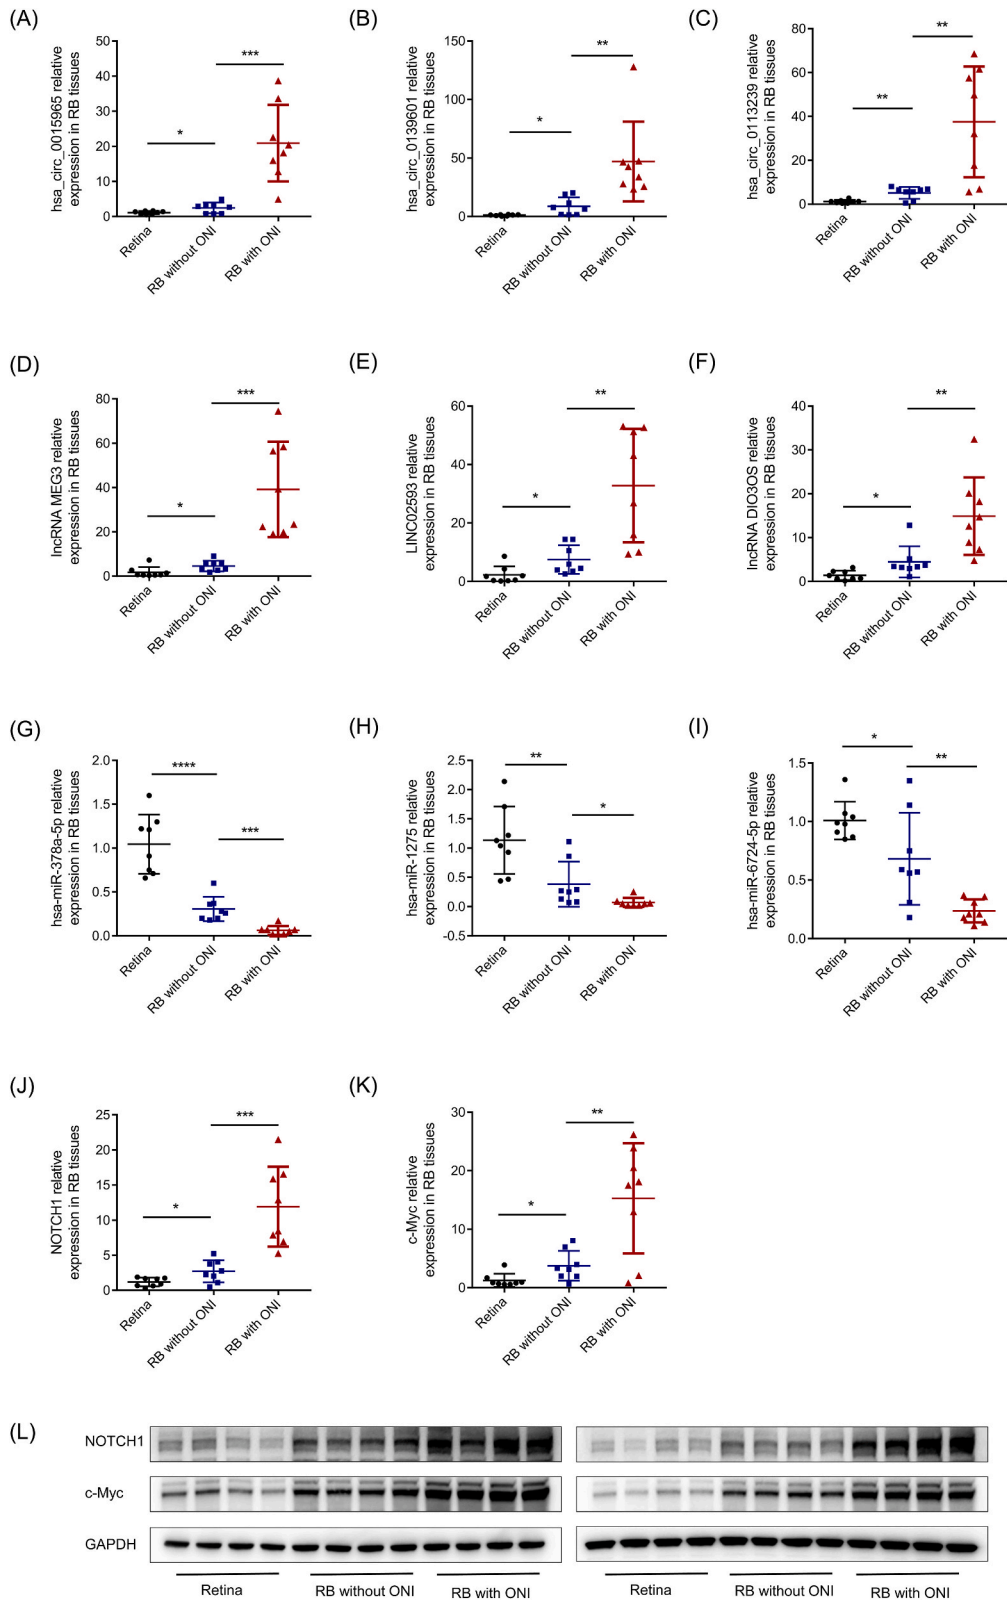 (A)
hsa_circ_0015965 relative
expression in RB tissues
50
40
30
20
10
0
*
***
Retina
RB without ONI
RB with ONI
(B)
hsa_circ_0139601 relative
expression in RB tissues
150
100
50
0
*
**
Retina
RB without ONI
RB with ONI
(C)
hsa_circ_0113239 relative
expression in RB tissues
80
60
40
20
0
**
**
Retina
RB without ONI
RB with ONI
(D)
lncRNA MEG3 relative
expression in RB tissues
80
60
40
20
0
*
***
Retina
RB without ONI
RB with ONI
(E)
LINC02593 relative
expression in RB tissues
60
40
20
0
*
**
Retina
RB without ONI
RB with ONI
(F)
lncRNA DIO3OS relative
expression in RB tissues
40
30
20
10
0
*
**
Retina
RB without ONI
RB with ONI
(G)
hsa-miR-378a-5p relative
expression in RB tissues
2.0
1.5
1.0
0.5
0.0
****
***
Retina
RB without ONI
RB with ONI
(H)
hsa-miR-1275 relative
expression in RB tissues
2.5
2.0
1.5
1.0
0.5
0.0
-0.5
**
*
Retina
RB without ONI
RB with ONI
(I)
hsa-miR-6724-5p relative
expression in RB tissues
1.5
1.0
0.5
0.0
*
**
Retina
RB without ONI
RB with ONI
(J)
NOTCH1 relative
expression in RB tissues
25
20
15
10
5
0
*
***
Retina
RB without ONI
RB with ONI
(K)
c-Myc relative
expression in RB tissues
30
20
10
0
*
**
Retina
RB without ONI
RB with ONI
(L)
NOTCH1
c-Myc
GAPDH
Retina
RB without ONI
RB with ONI
Retina
RB without ONI
RB with ONI